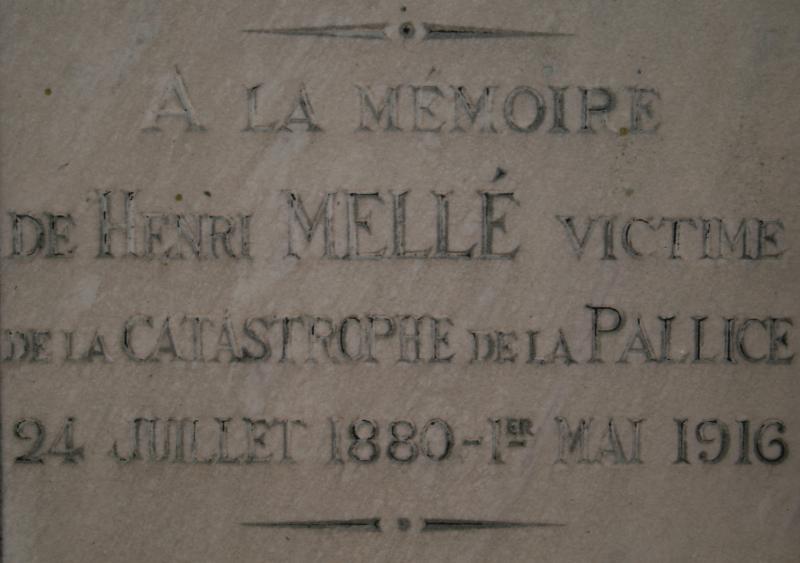 A LA MÉMOIRE
DE HENRI MELLÉ VICTIME
DE LA CATASTROPHE DE LA PALLICE
24 JUILLET 1880-1ER MAI 1916